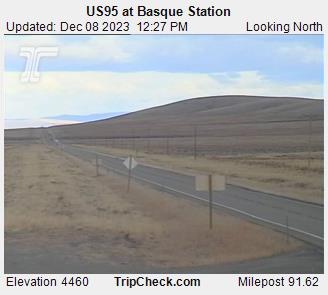 US95 at Basque Station
Updated: Dec 08 2023 12:27 PM Looking North
Elevation 4460 TripCheck.com Milepost 91.62